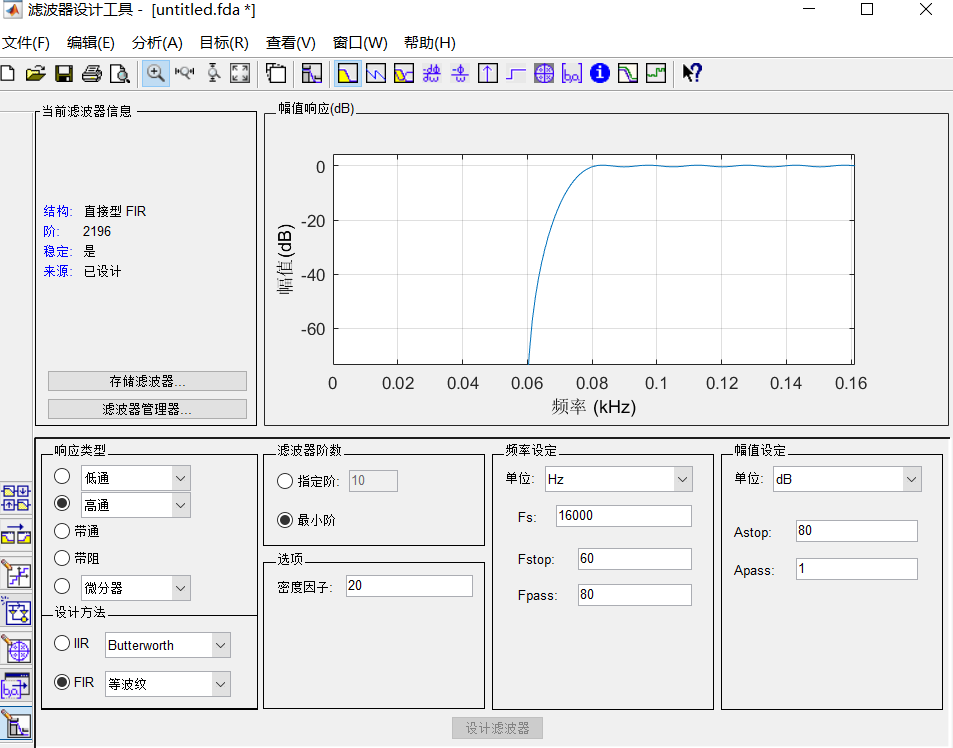 滤波器设计工具 - [untitled.fda *]
文件(F) 编辑(E) 分析(A) 目标(R) 查看(V) 窗口(W) 帮助(H)
当前滤波器信息
结构: 直接型 FIR
阶: 2196
稳定: 是
来源: 已设计
存储滤波器...
滤波器管理器...
幅值响应(dB)
幅值(dB)
0
-20
-40
-60
0 0.02 0.04 0.06 0.08 0.1 0.12 0.14 0.16
频率 (kHz)
响应类型
低通
高通
带通
带阻
微分器
设计方法
IIR Butterworth
FIR 等波纹
滤波器阶数
指定阶: 10
最小阶
选项
密度因子: 20
频率设定
单位: Hz
Fs: 16000
Fstop: 60
Fpass: 80
幅值设定
单位: dB
Astop: 80
Apass: 1
设计滤波器